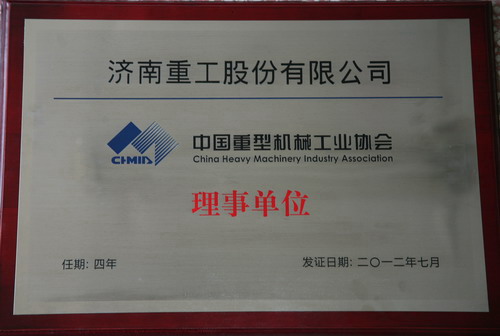 济南重工股份有限公司
CHMIA
中国重型机械工业协会
China Heavy Machinery Industry Association
理事单位
任期: 四年
发证日期: 二〇一二年七月